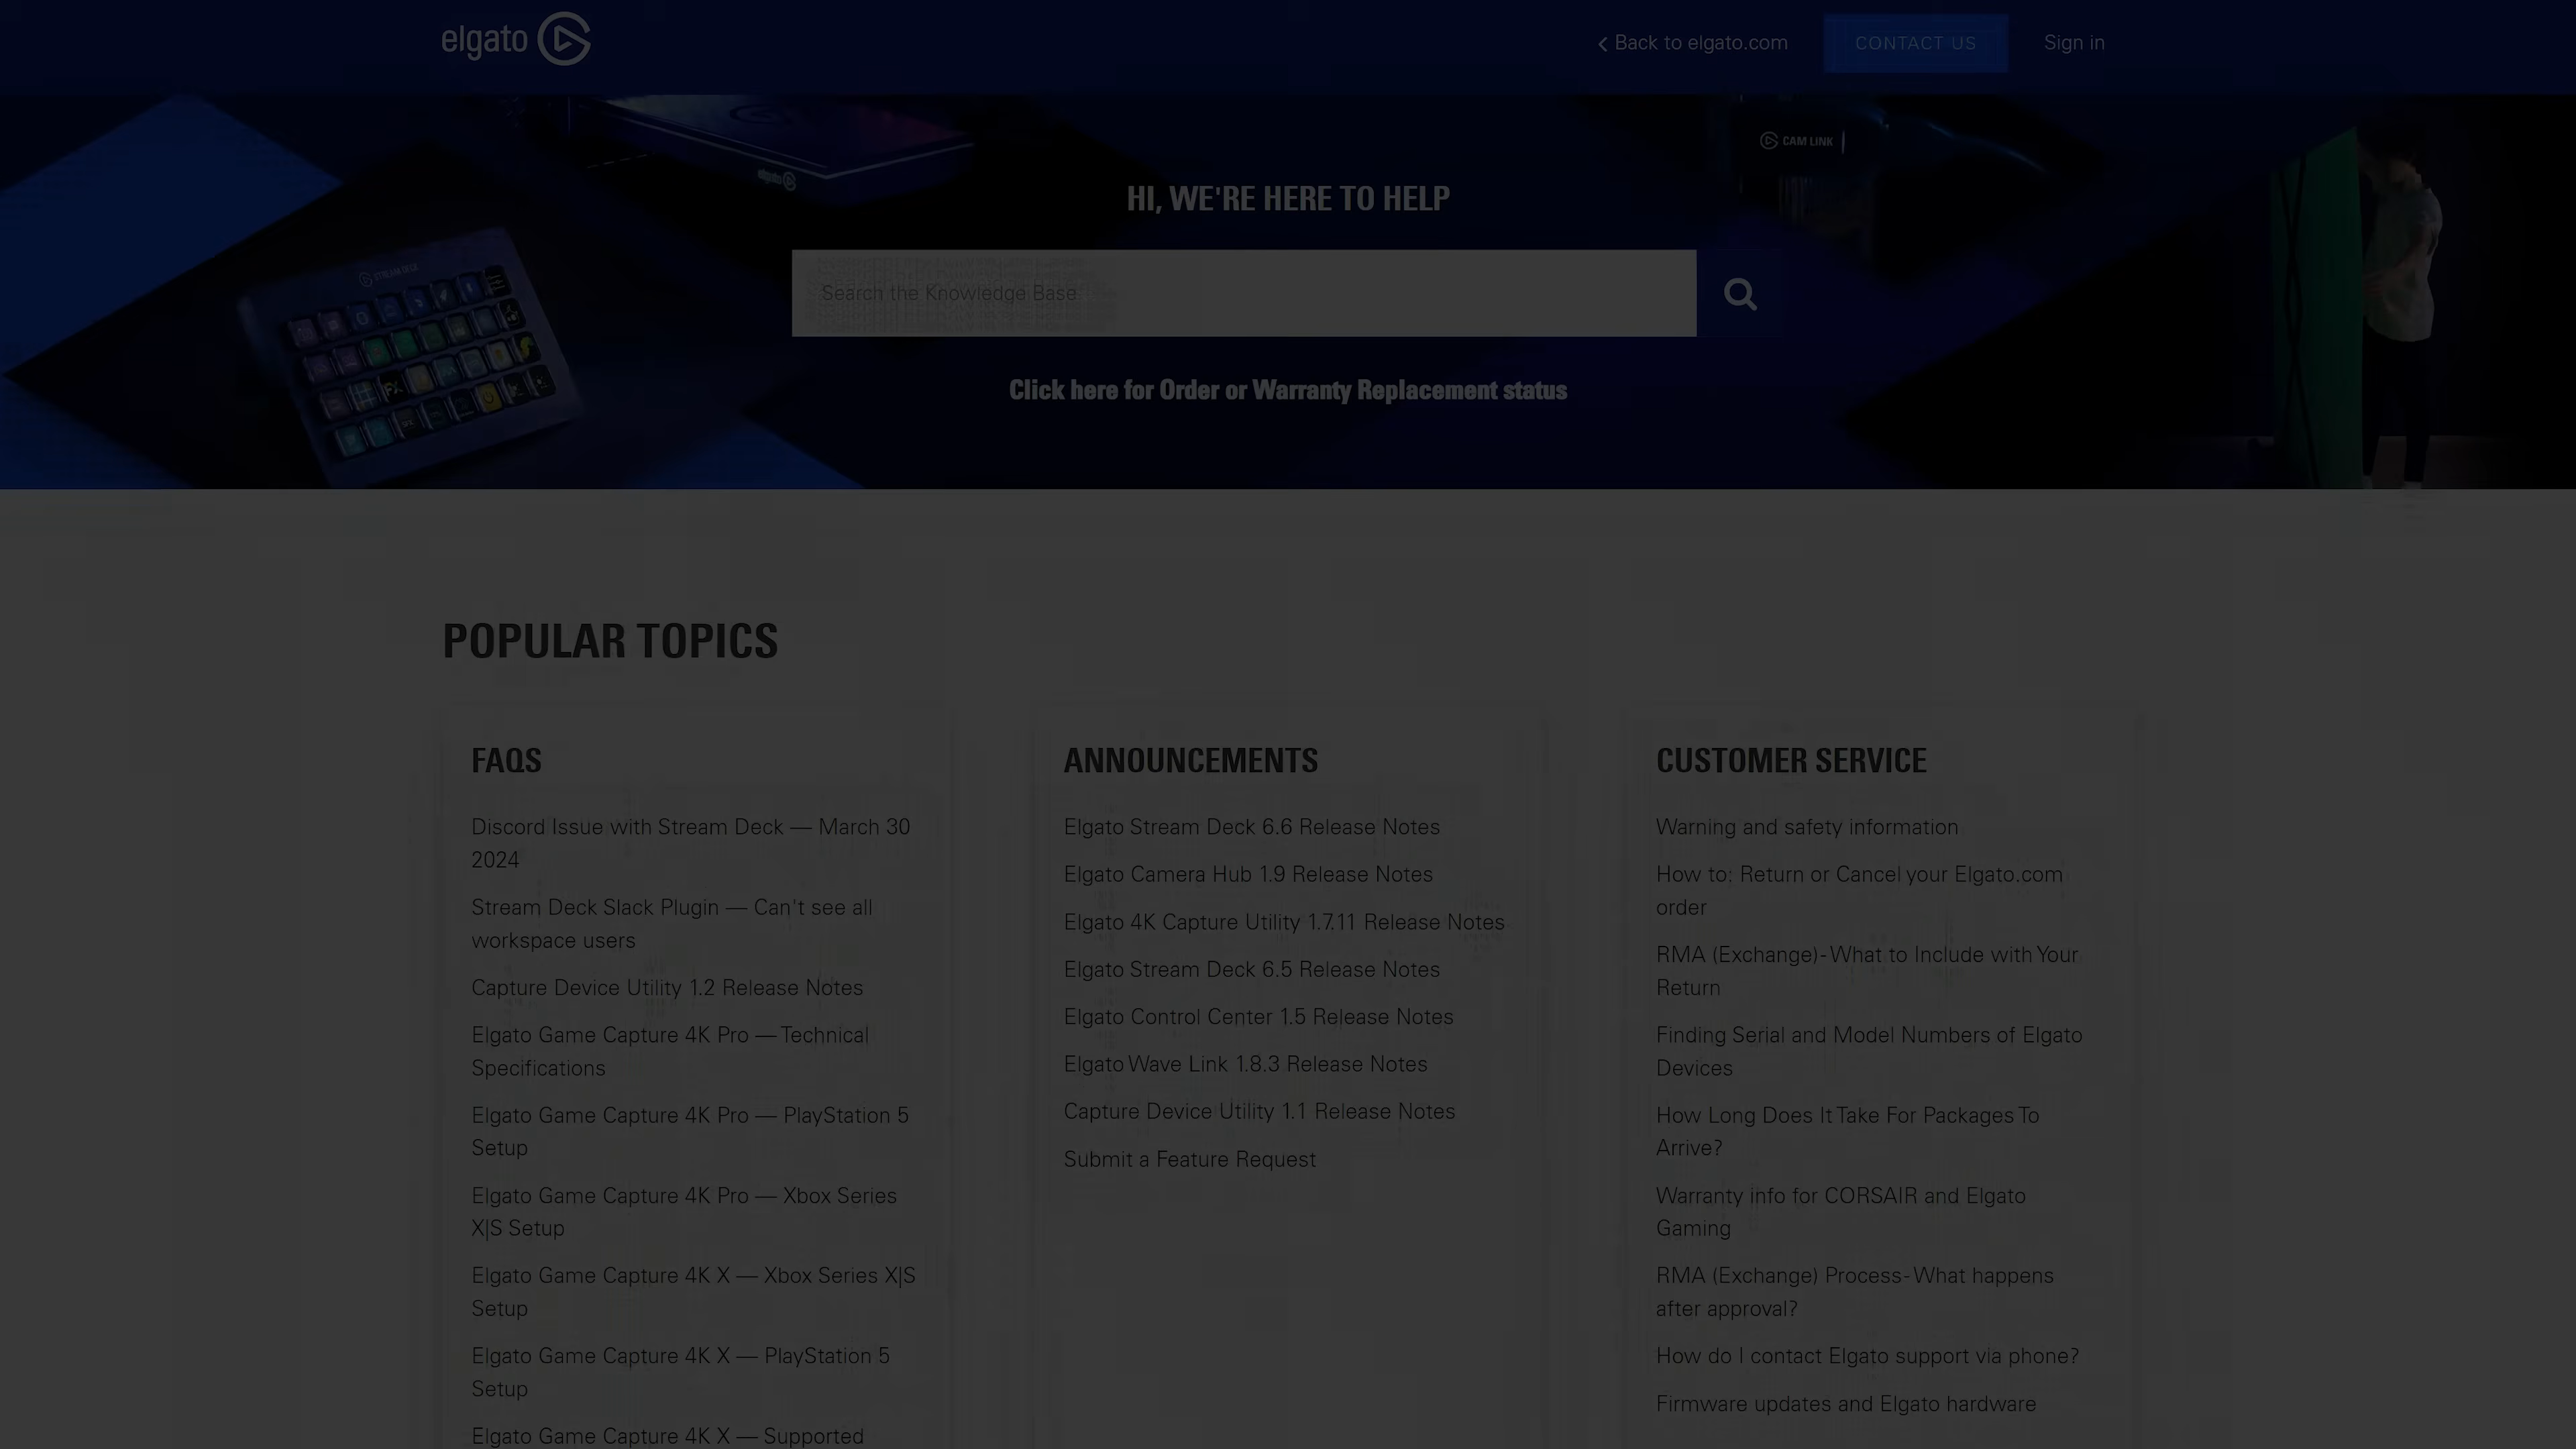 elgato
Back to elgato.com
CONTACT US
Sign in
CAM LINK
elgato
STREAM DECK
HI, WE'RE HERE TO HELP
Search the Knowledge Base
Click here for Order or Warranty Replacement status
POPULAR TOPICS
FAQS
Discord Issue with Stream Deck — March 30
2024
Stream Deck Slack Plugin — Can't see all
workspace users
Capture Device Utility 1.2 Release Notes
Elgato Game Capture 4K Pro — Technical
Specifications
Elgato Game Capture 4K Pro — PlayStation 5
Setup
Elgato Game Capture 4K Pro — Xbox Series
X|S Setup
Elgato Game Capture 4K X — Xbox Series X|S
Setup
Elgato Game Capture 4K X — PlayStation 5
Setup
Elgato Game Capture 4K X — Supported
ANNOUNCEMENTS
Elgato Stream Deck 6.6 Release Notes
Elgato Camera Hub 1.9 Release Notes
Elgato 4K Capture Utility 1.7.11 Release Notes
Elgato Stream Deck 6.5 Release Notes
Elgato Control Center 1.5 Release Notes
Elgato Wave Link 1.8.3 Release Notes
Capture Device Utility 1.1 Release Notes
Submit a Feature Request
CUSTOMER SERVICE
Warning and safety information
How to: Return or Cancel your Elgato.com
order
RMA (Exchange)- What to Include with Your
Return
Finding Serial and Model Numbers of Elgato
Devices
How Long Does It Take For Packages To
Arrive?
Warranty info for CORSAIR and Elgato
Gaming
RMA (Exchange) Process- What happens
after approval?
How do I contact Elgato support via phone?
Firmware updates and Elgato hardware